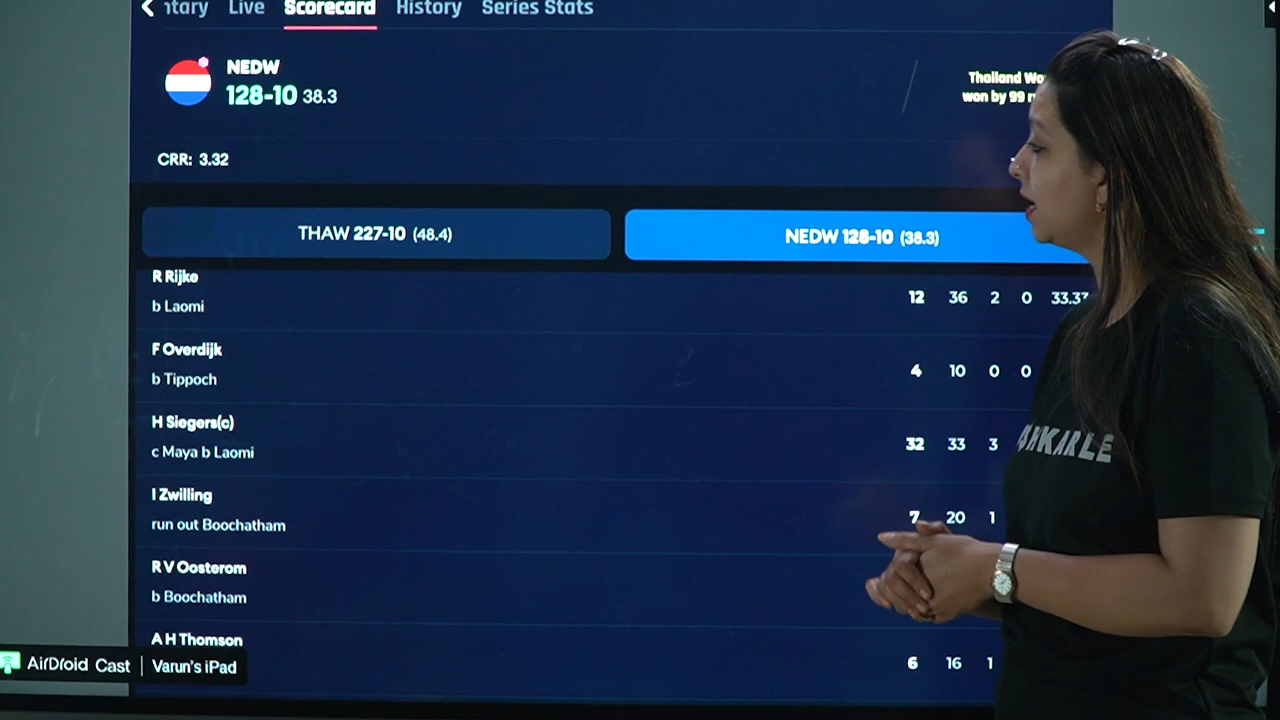 ntary Live Scorecard History Series Stats
NEDW
128-10 38.3
Thailand
won by 99
CRR: 3.32
THAW 227-10 (48.4)
NEDW 128-10 (38.3)
R Rijke
b Laomi
12 36 2 0 33.33
F Overdijk
b Tippoch
4 10 0 0
H Siegers(c)
c Maya b Laomi
32 33 3
I Zwilling
run out Boochatham
7 20 1
R V Oosterom
b Boochatham
A H Thomson
6 16 1
AirDroid Cast | Varun's iPad